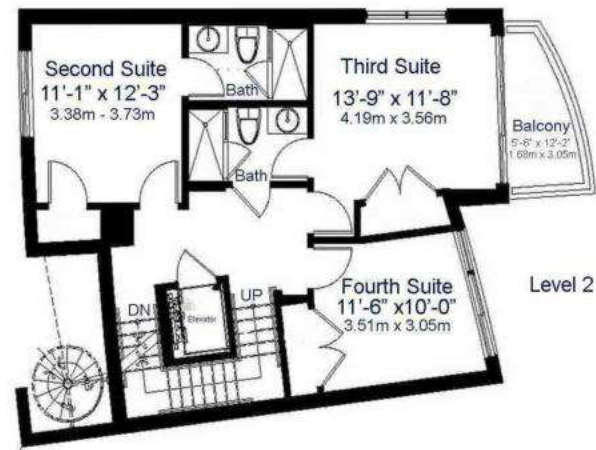 Second Suite
11'-1" x 12'-3"
3.38m - 3.73m
Bath
Third Suite
13'-9" x 11'-8"
4.19m x 3.56m
Balcony
5'-6" x 12'-2"
1.68m x 3.05m
Bath
Fourth Suite
11'-6" x10'-0"
3.51m x 3.05m
Level 2
DN
UP
Elevator